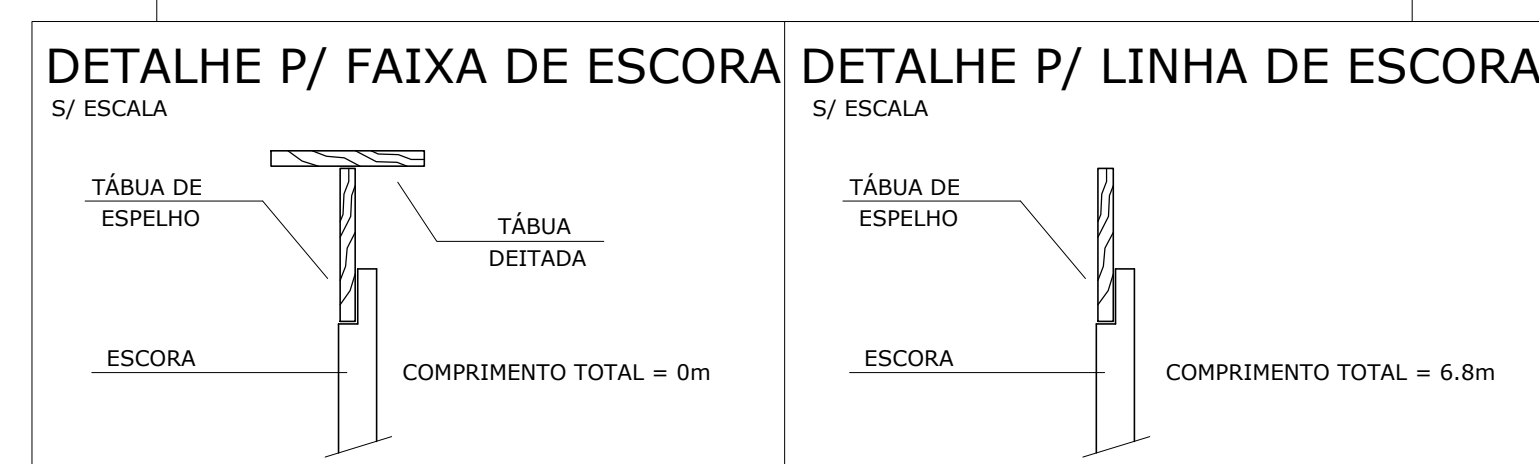 DETALHE P/ FAIXA DE ESCORA
S/ ESCALA
TÁBUA DE
ESPELHO
TÁBUA
DEITADA
ESCORA
COMPRIMENTO TOTAL = 0m
DETALHE P/ LINHA DE ESCORA
S/ ESCALA
TÁBUA DE
ESPELHO
ESCORA
COMPRIMENTO TOTAL = 6.8m